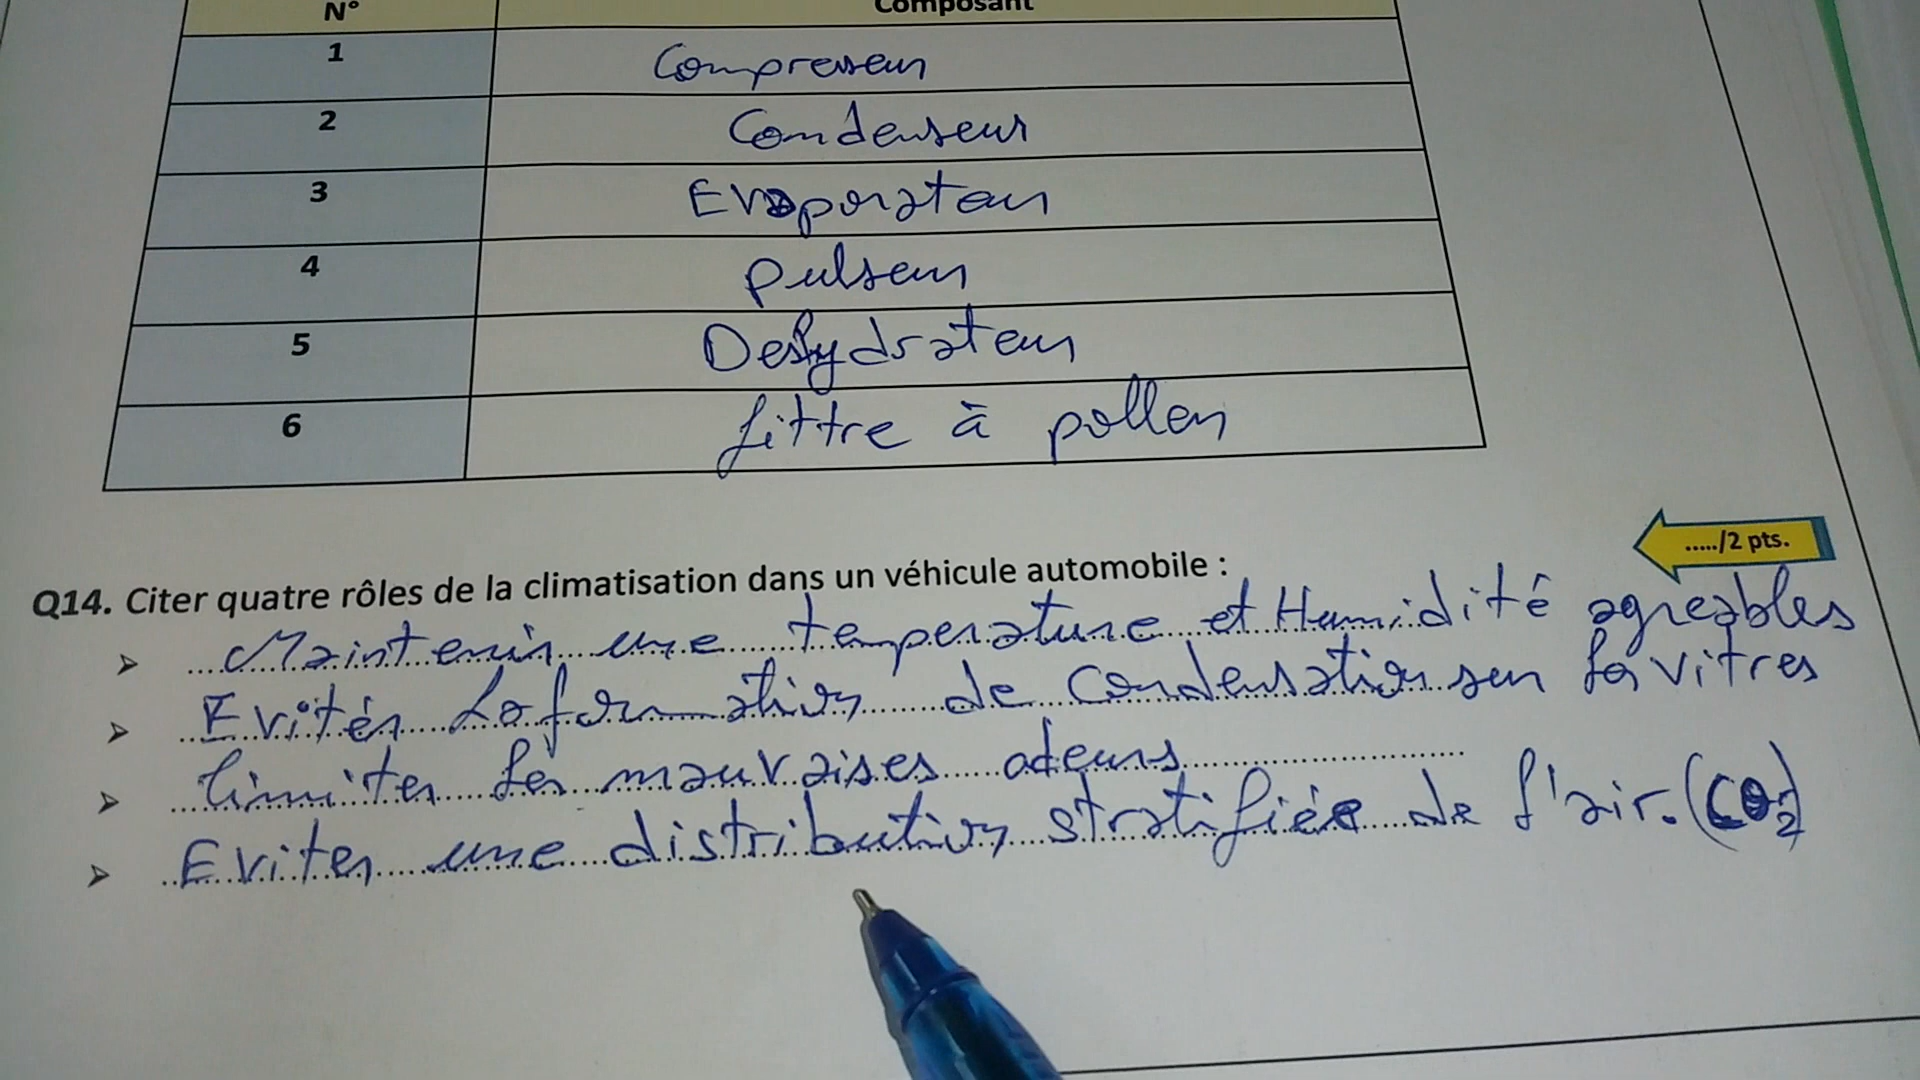 N° Composant
1 Compresseur
2 Condenseur
3 Evaporateur
4 pulseur
5 Deshydrateur
6 filtre à pollen
...../2 pts.
Q14. Citer quatre rôles de la climatisation dans un véhicule automobile :
➤ Maintenir une temperature et Humidité agreables
➤ Evitér La formation de Condensation sur les vitres
➤ limiter les mauvaises odeurs
➤ Eviter une distribution stratifiée de l'air. (CO2)